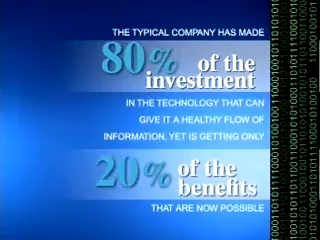 THE TYPICAL COMPANY HAS MADE
80% of the
investment
IN THE TECHNOLOGY THAT CAN
GIVE IT A HEALTHY FLOW OF
INFORMATION, YET IS GETTING ONLY
20% of the
benefits
THAT ARE NOW POSSIBLE